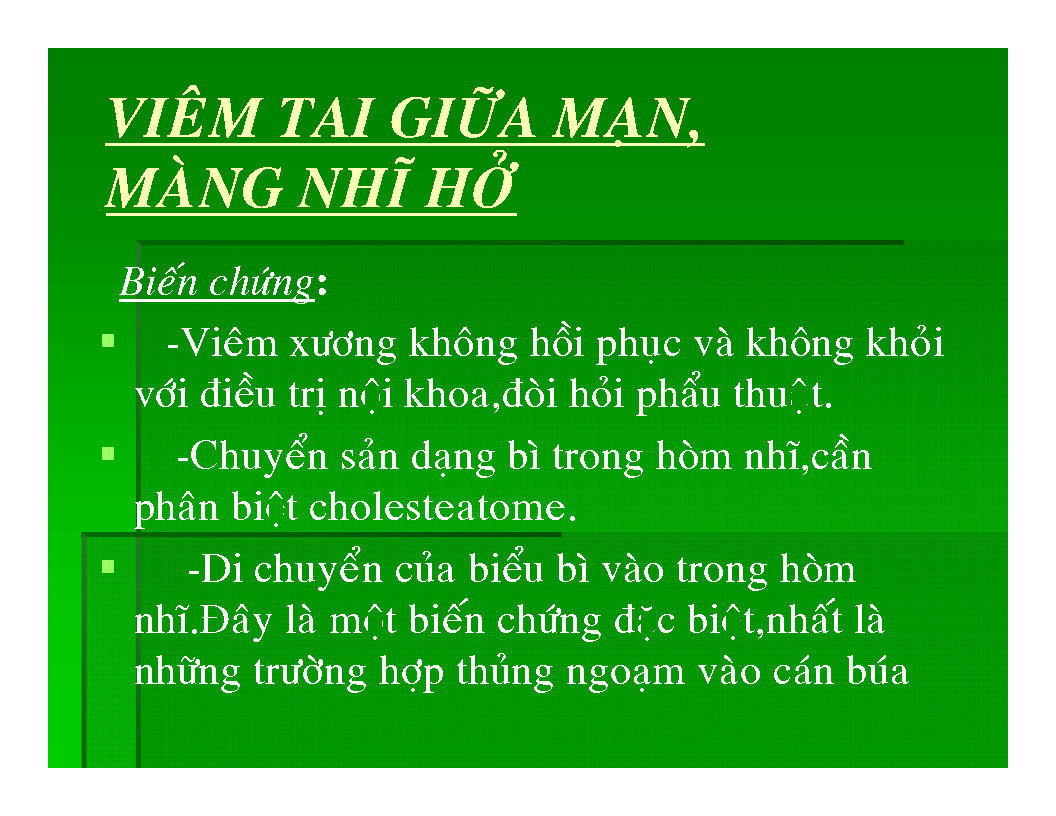 VIÊM TAI GIỮA MẠN,
MÀNG NHĨ HỞ
Biến chứng:
-Viêm xương không hồi phục và không khỏi
với điều trị nội khoa,đòi hỏi phẩu thuật.
-Chuyển sản dạng bì trong hòm nhĩ,cần
phân biệt cholesteatome.
-Di chuyển của biểu bì vào trong hòm
nhĩ.Đây là một biến chứng đặc biệt,nhất là
những trường hợp thủng ngoạm vào cán búa